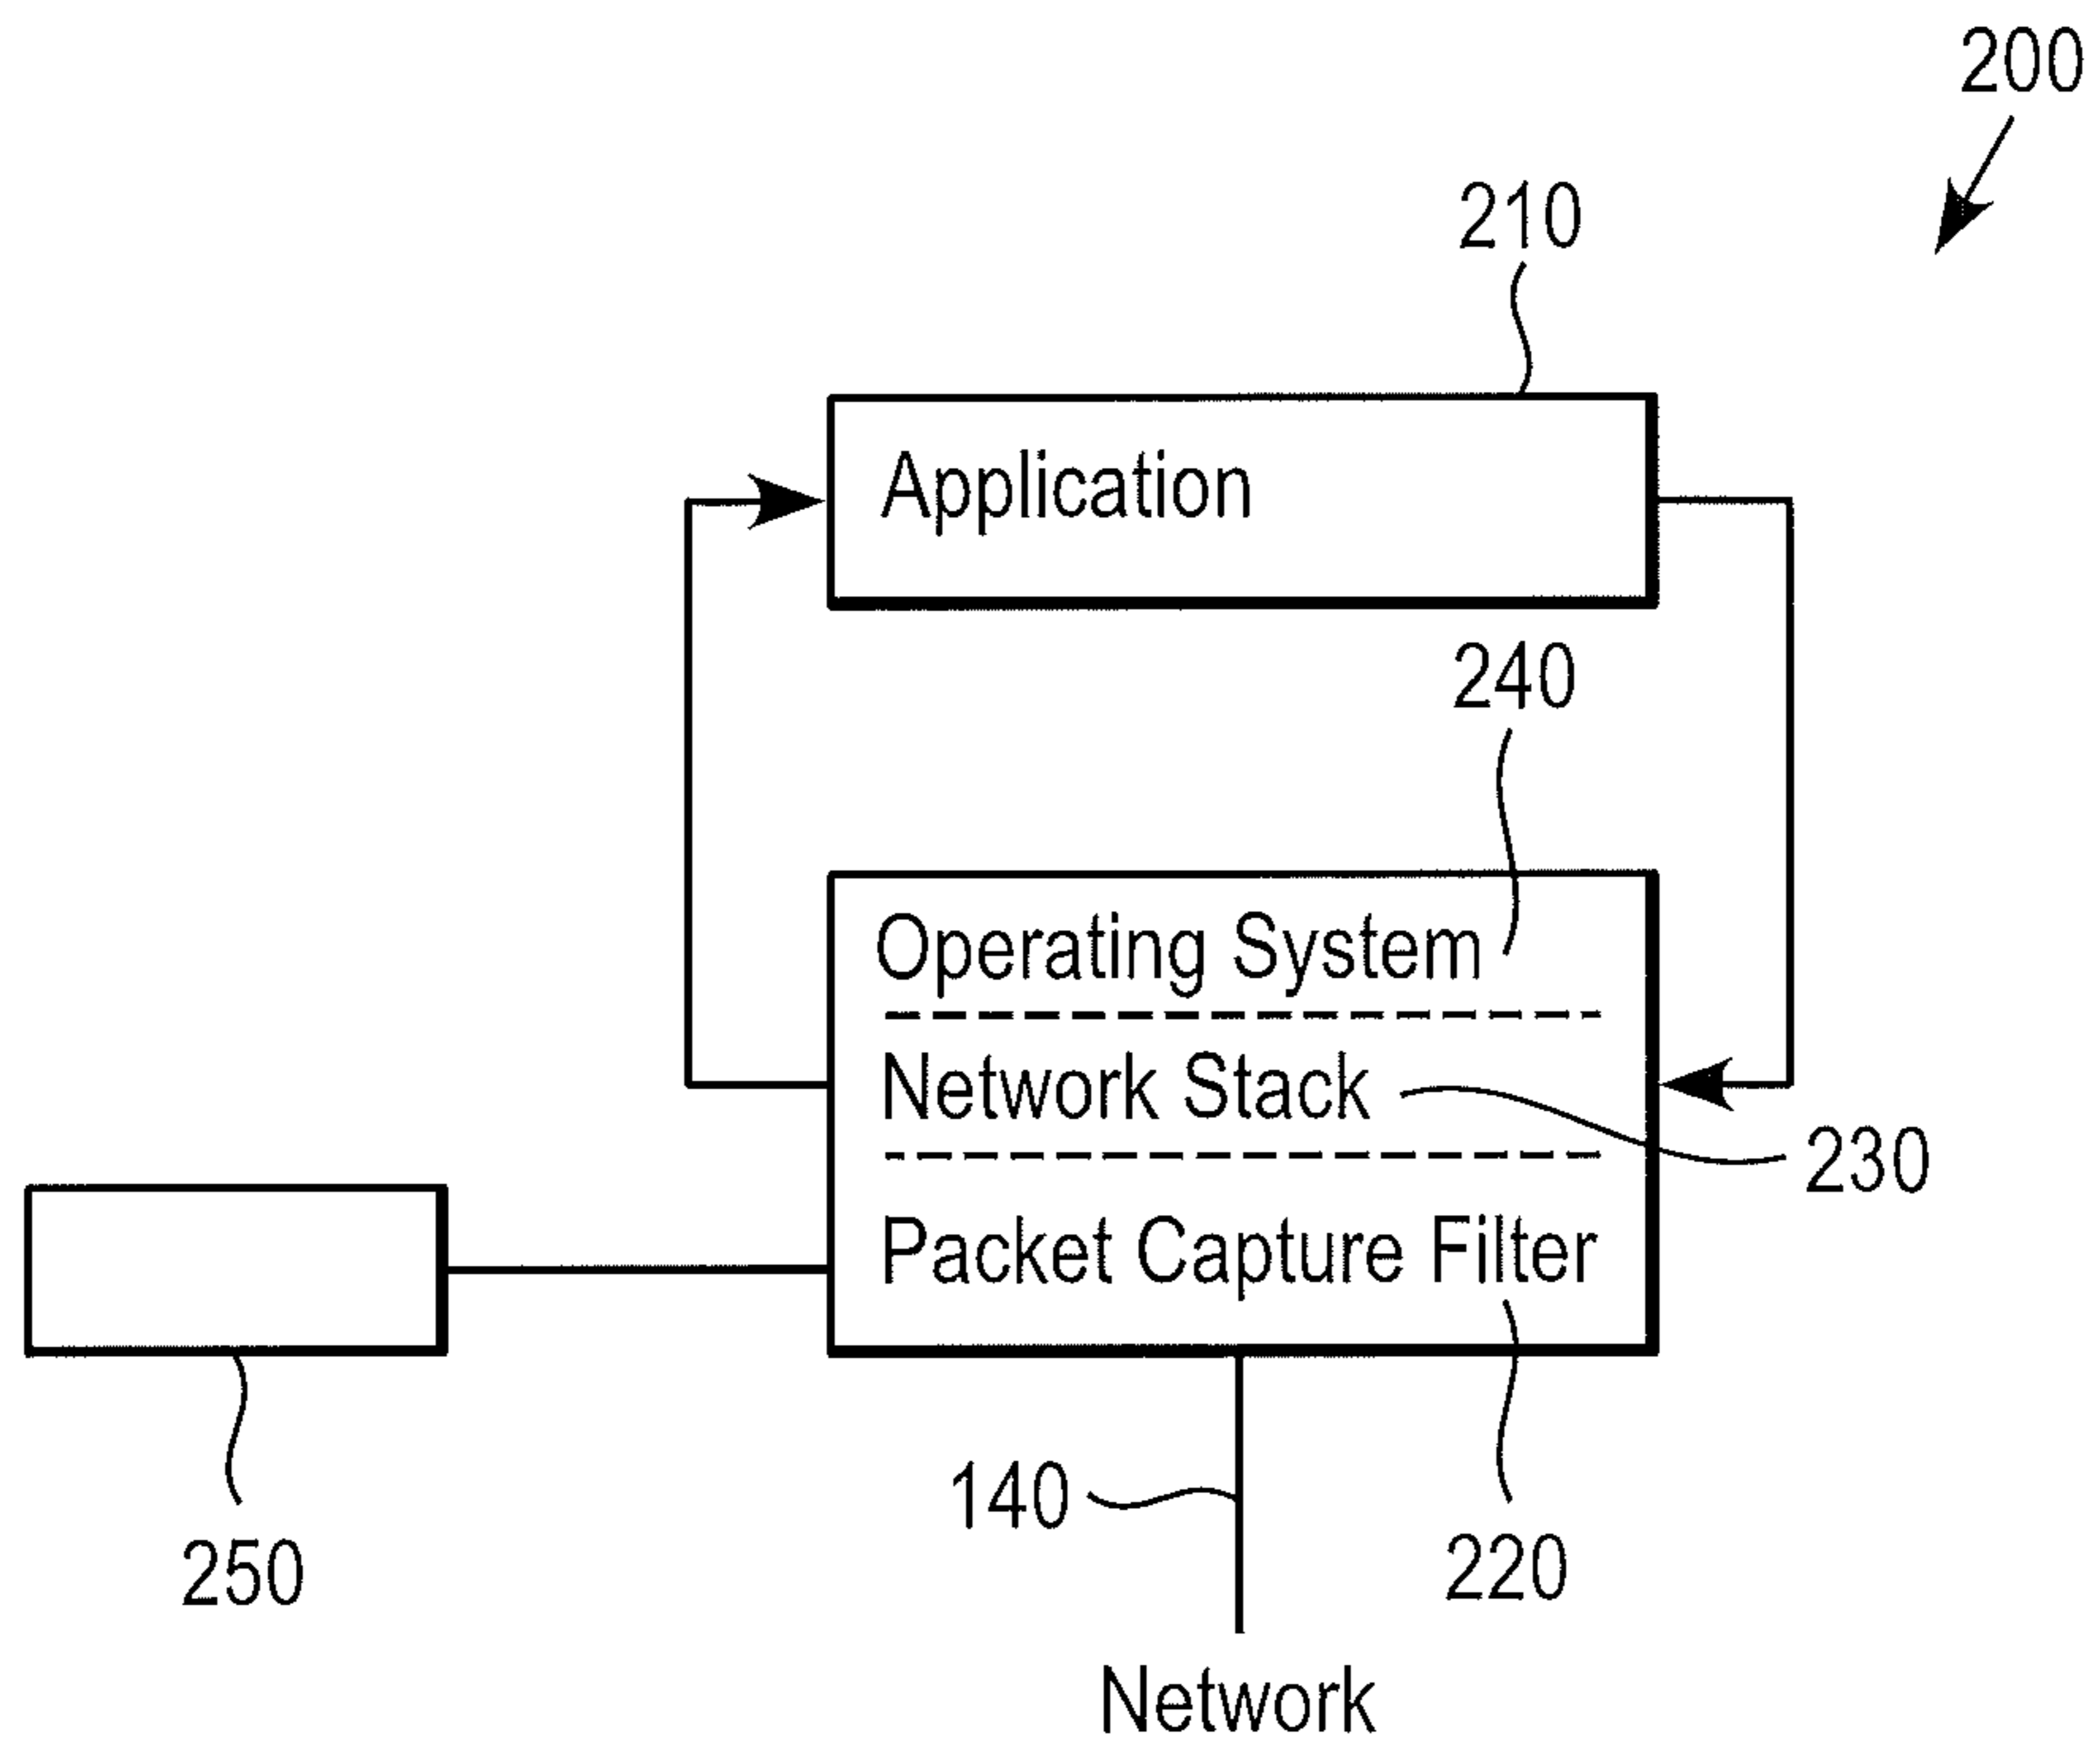 200
210
Application
240
Operating System
Network Stack
230
Packet Capture Filter
140
220
250
Network